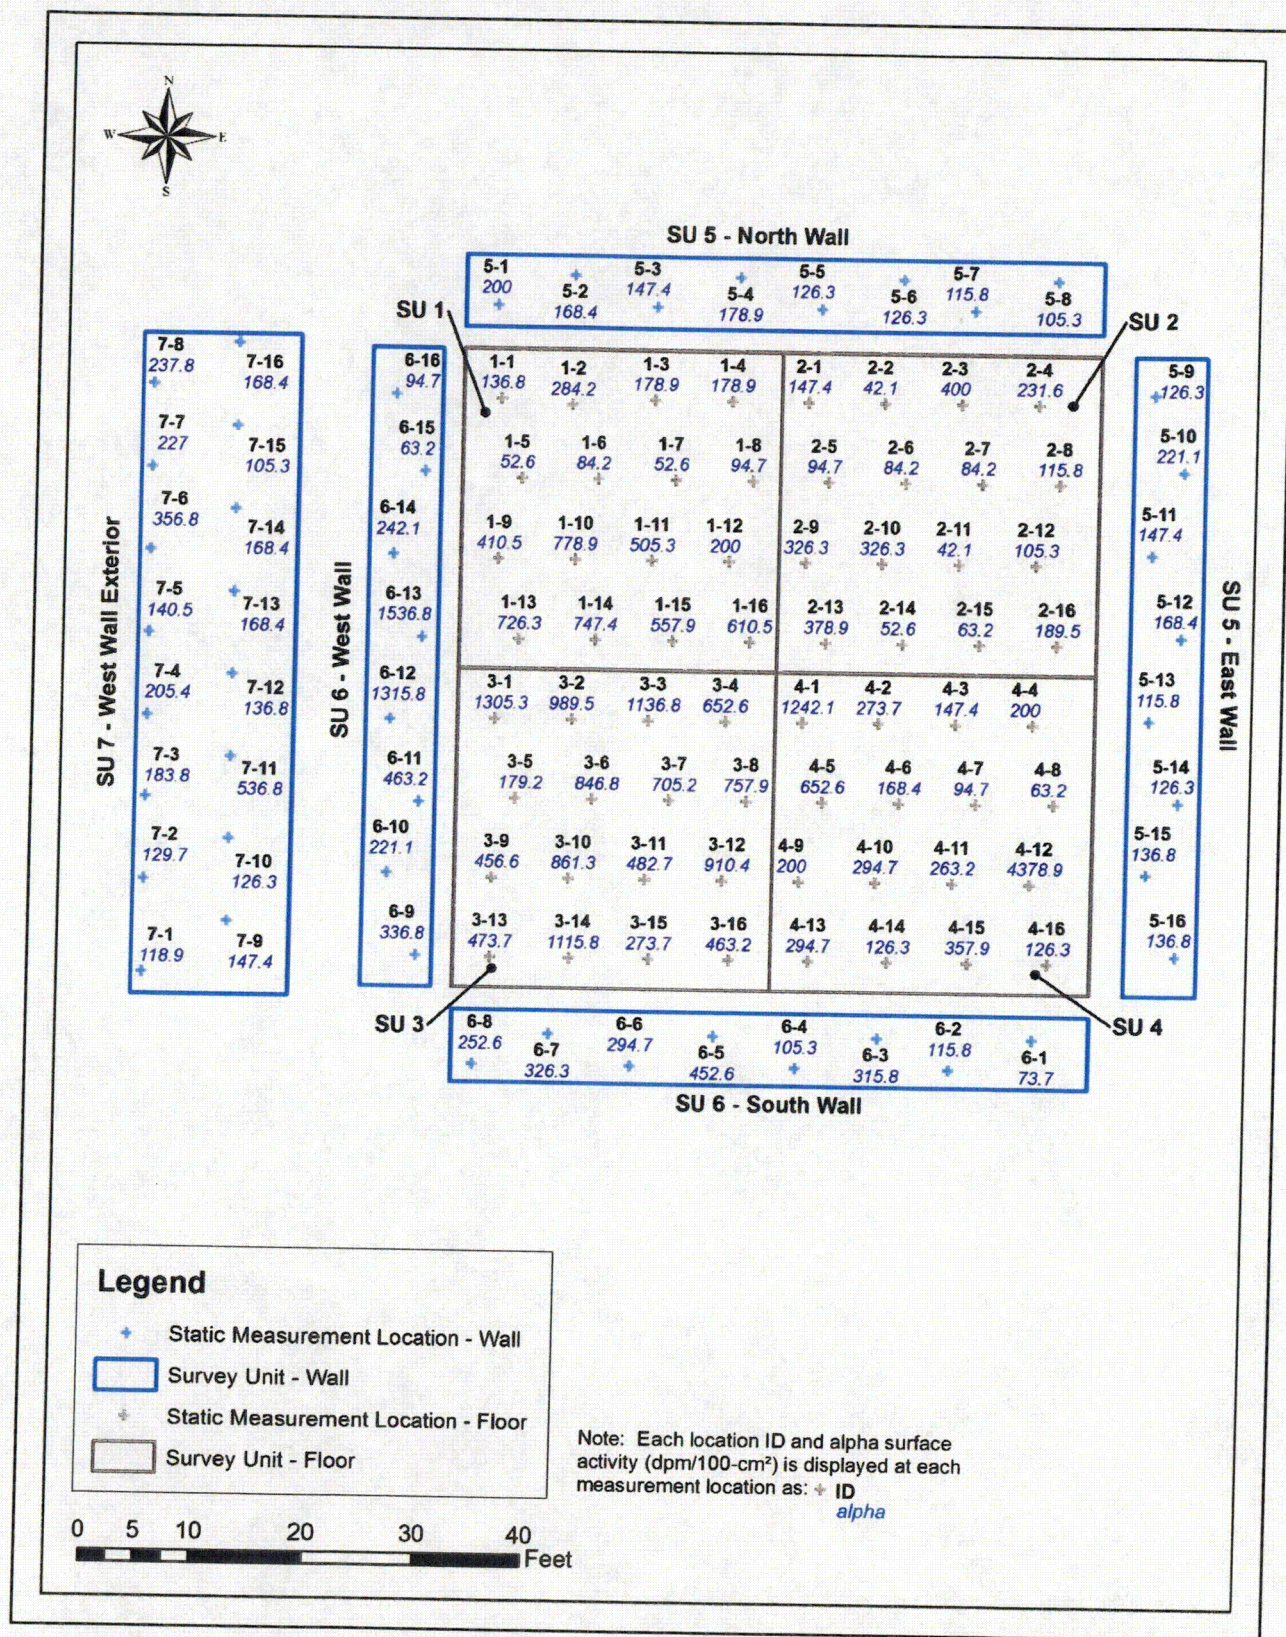 N
W E
S
SU 5 - North Wall
5-1 5-3 5-5 5-7
200 5-2 147.4 5-4 126.3 5-6 115.8 5-8
168.4 178.9 126.3 105.3
SU 1
SU 2
7-8
237.8
7-16
168.4
7-7
227
7-15
105.3
7-6
356.8
7-14
168.4
7-5
140.5
7-13
168.4
7-4
205.4
7-12
136.8
7-3
183.8
7-11
536.8
7-2
129.7
7-10
126.3
7-1
118.9
7-9
147.4
SU 7 - West Wall Exterior
6-16
94.7
6-15
63.2
6-14
242.1
6-13
1536.8
6-12
1315.8
6-11
463.2
6-10
221.1
6-9
336.8
SU 6 - West Wall
1-1 1-2 1-3 1-4 2-1 2-2 2-3 2-4
136.8 284.2 178.9 178.9 147.4 42.1 400 231.6
1-5 1-6 1-7 1-8 2-5 2-6 2-7 2-8
52.6 84.2 52.6 94.7 94.7 84.2 84.2 115.8
1-9 1-10 1-11 1-12 2-9 2-10 2-11 2-12
410.5 778.9 505.3 200 326.3 326.3 42.1 105.3
1-13 1-14 1-15 1-16 2-13 2-14 2-15 2-16
726.3 747.4 557.9 610.5 378.9 52.6 63.2 189.5
3-1 3-2 3-3 3-4 4-1 4-2 4-3 4-4
1305.3 989.5 1136.8 652.6 1242.1 273.7 147.4 200
3-5 3-6 3-7 3-8 4-5 4-6 4-7 4-8
179.2 846.8 705.2 757.9 652.6 168.4 94.7 63.2
3-9 3-10 3-11 3-12 4-9 4-10 4-11 4-12
456.6 861.3 482.7 910.4 200 294.7 263.2 4378.9
3-13 3-14 3-15 3-16 4-13 4-14 4-15 4-16
473.7 1115.8 273.7 463.2 294.7 126.3 357.9 126.3
5-9
126.3
5-10
221.1
5-11
147.4
5-12
168.4
5-13
115.8
5-14
126.3
5-15
136.8
5-16
136.8
SU 5 - East Wall
SU 3
SU 4
6-8 6-6 6-4 6-2
252.6 6-7 294.7 6-5 105.3 6-3 115.8 6-1
326.3 452.6 315.8 73.7
SU 6 - South Wall
Legend
Static Measurement Location - Wall
Survey Unit - Wall
Static Measurement Location - Floor
Survey Unit - Floor
Note: Each location ID and alpha surface
activity (dpm/100-cm²) is displayed at each
measurement location as: + ID
alpha
0 5 10 20 30 40
Feet